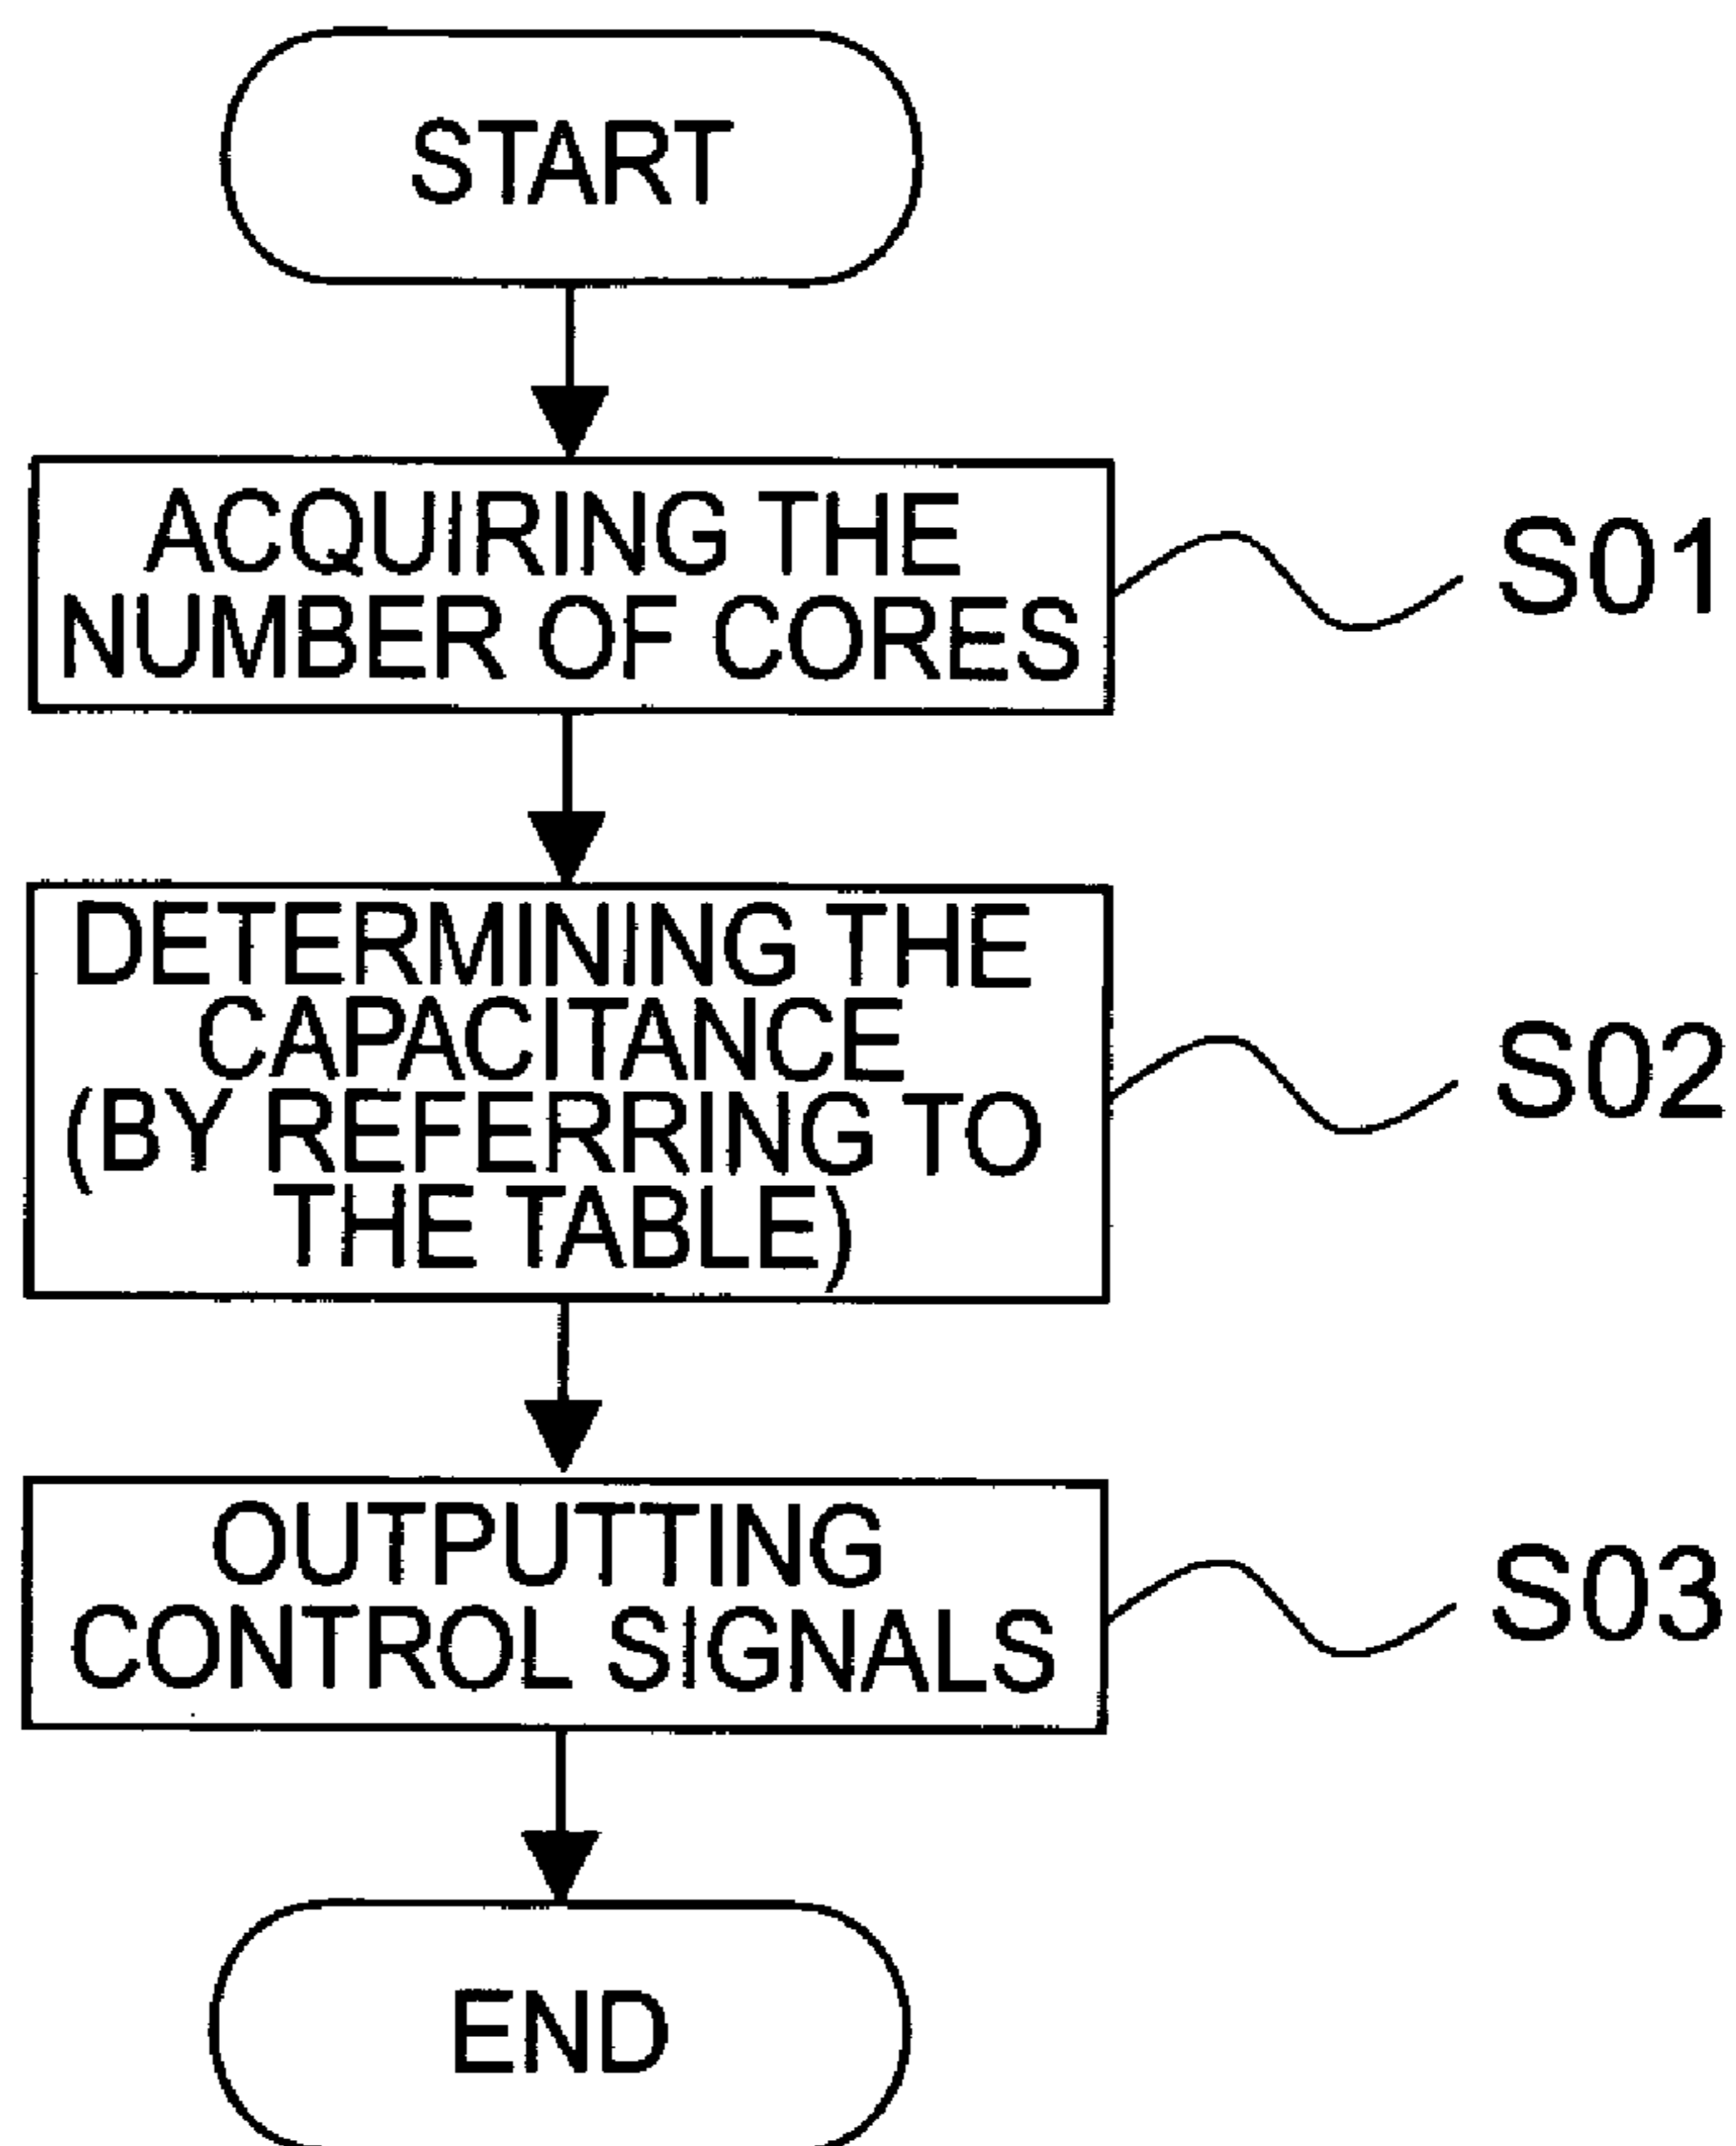 START
ACQUIRING THE
NUMBER OF CORES
S01
DETERMINING THE
CAPACITANCE
(BY REFERRING TO
THE TABLE)
S02
OUTPUTTING
CONTROL SIGNALS
S03
END